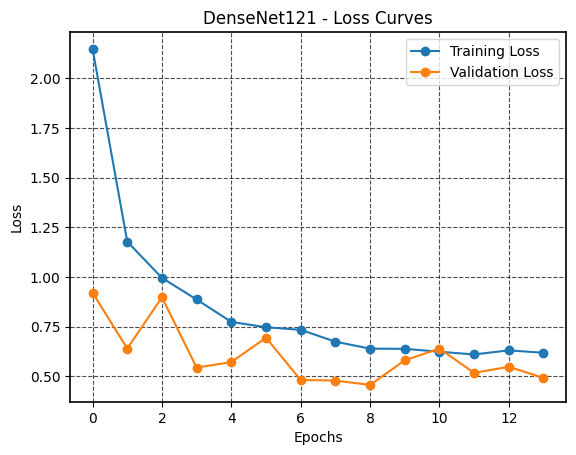 DenseNet121 - Loss Curves
Training Loss
Validation Loss
Loss
2.00
1.75
1.50
1.25
1.00
0.75
0.50
0 2 4 6 8 10 12
Epochs